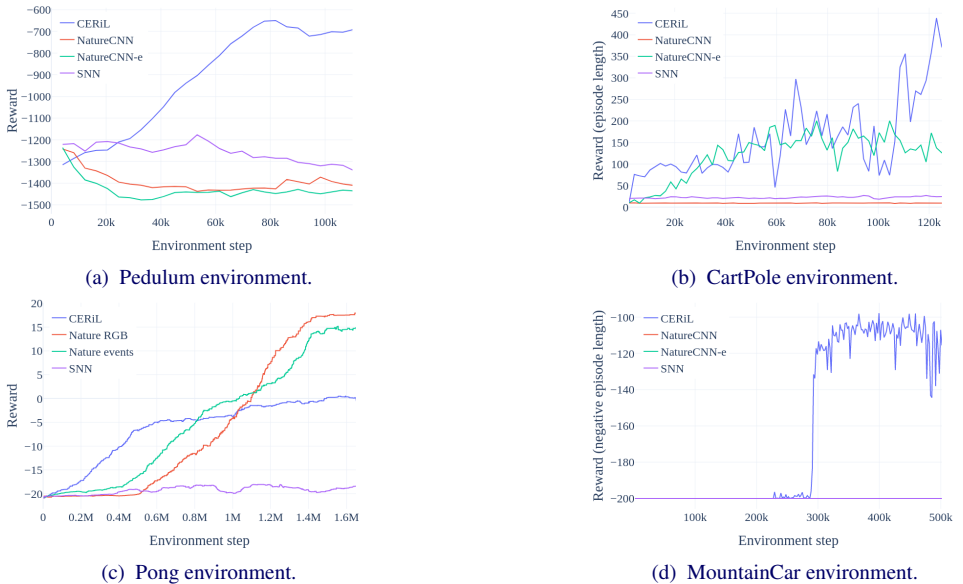 −600
−700
−800
−900
−1000
−1100
−1200
−1300
−1400
−1500
Reward
CERiL
NatureCNN
NatureCNN-e
SNN
0 20k 40k 60k 80k 100k
Environment step
(a) Pedulum environment.
450
400
350
300
250
200
150
100
50
0
Reward (episode length)
CERiL
NatureCNN
NatureCNN-e
SNN
20k 40k 60k 80k 100k 120k
Environment step
(b) CartPole environment.
20
15
10
5
0
−5
−10
−15
−20
Reward
CERiL
Nature RGB
Nature events
SNN
0 0.2M 0.4M 0.6M 0.8M 1M 1.2M 1.4M 1.6M
Environment step
(c) Pong environment.
−100
−120
−140
−160
−180
−200
Reward (negative episode length)
CERiL
NatureCNN
NatureCNN-e
SNN
100k 200k 300k 400k 500k
Environment step
(d) MountainCar environment.